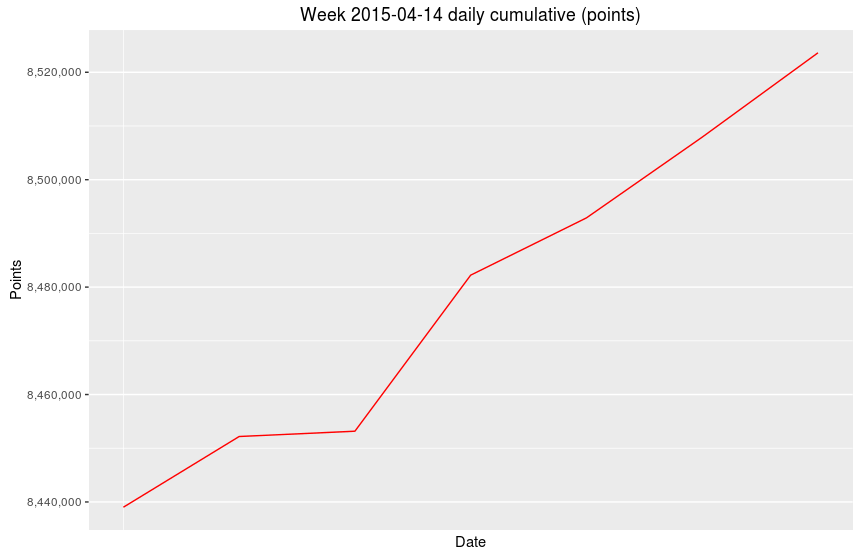 Week 2015-04-14 daily cumulative (points)
8,520,000
8,500,000
8,480,000
8,460,000
8,440,000
Points
Date